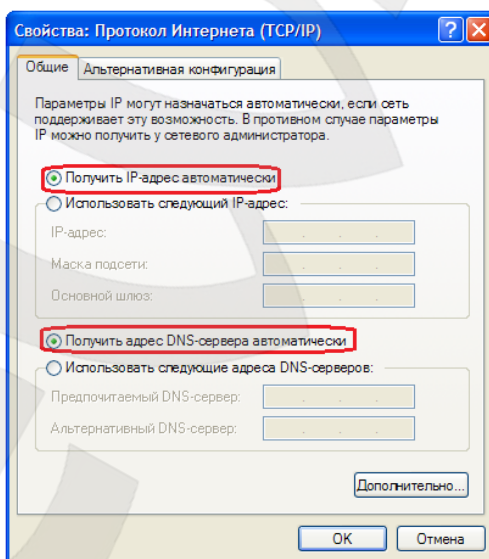 Свойства: Протокол Интернета (TCP/IP)
Общие
Альтернативная конфигурация
Параметры IP могут назначаться автоматически, если сеть
поддерживает эту возможность. В противном случае параметры
IP можно получить у сетевого администратора.
Получить IP-адрес автоматически
Использовать следующий IP-адрес:
IP-адрес:
Маска подсети:
Основной шлюз:
Получить адрес DNS-сервера автоматически
Использовать следующие адреса DNS-серверов:
Предпочитаемый DNS-сервер:
Альтернативный DNS-сервер:
Дополнительно...
OK
Отмена